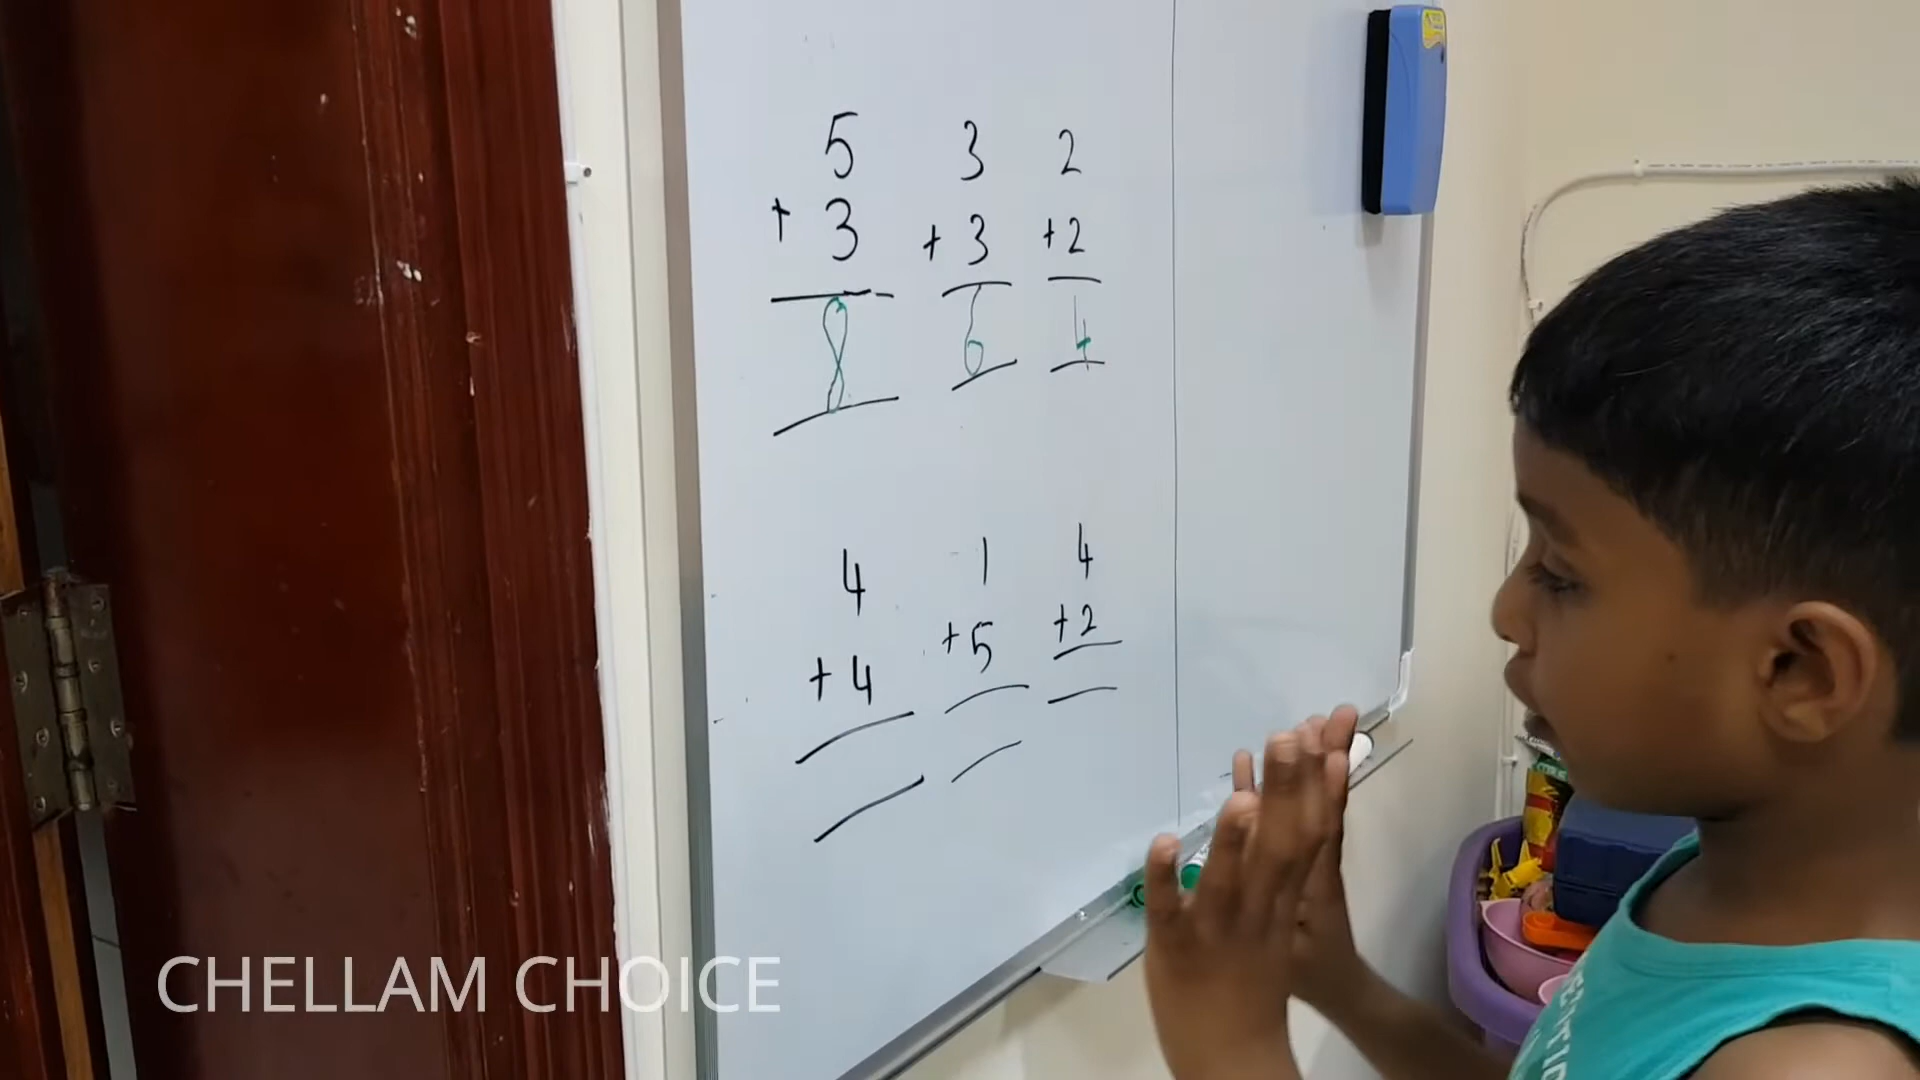 5 3 2
+ 3 + 3 +2
8 6 4
4 1 4
+ 4 +5 +2
CHELLAM CHOICE